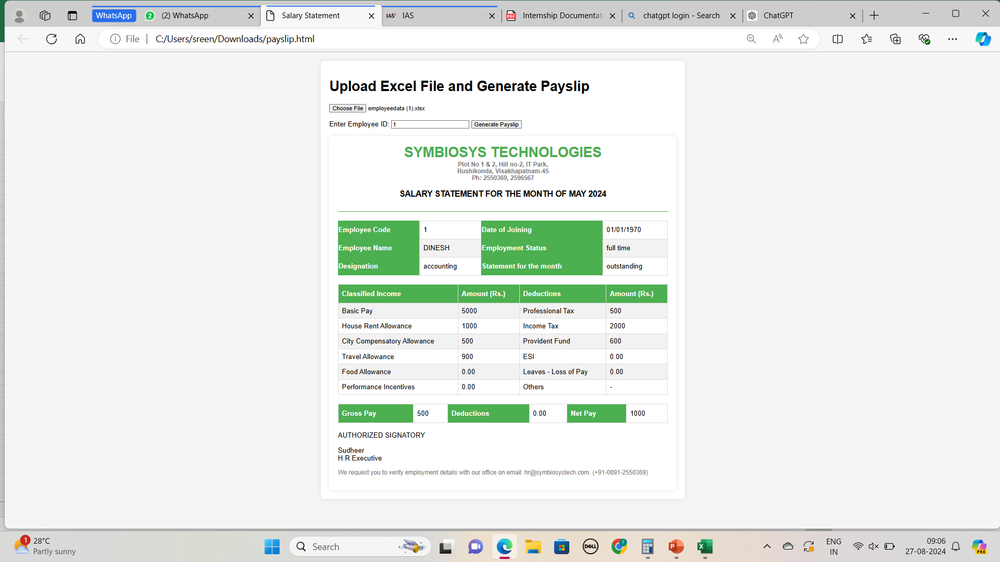 WhatsApp
2
(2) WhatsApp
Salary Statement
IAS
IAS
PDF
Internship Documentati
chatgpt login - Search
ChatGPT
File
C:/Users/sreen/Downloads/payslip.html
Upload Excel File and Generate Payslip
Choose File employeedata (1).xlsx
Enter Employee ID: 1 Generate Payslip
SYMBIOSYS TECHNOLOGIES
Plot No 1 & 2, Hill no-2, IT Park,
Rushikonda, Visakhapatnam-45
Ph: 2550369, 2596567
SALARY STATEMENT FOR THE MONTH OF MAY 2024
Employee Code 1 Date of Joining 01/01/1970
Employee Name DINESH Employment Status full time
Designation accounting Statement for the month outstanding
Classified Income Amount (Rs.) Deductions Amount (Rs.)
Basic Pay 5000 Professional Tax 500
House Rent Allowance 1000 Income Tax 2000
City Compensatory Allowance 500 Provident Fund 600
Travel Allowance 900 ESI 0.00
Food Allowance 0.00 Leaves - Loss of Pay 0.00
Performance Incentives 0.00 Others -
Gross Pay 500 Deductions 0.00 Net Pay 1000
AUTHORIZED SIGNATORY
Sudheer
H.R Executive
We request you to verify employment details with our office on email: hr@symbiosystech.com. (+91-0891-2550369)
1
28°C
Partly sunny
Search
DELL
P
X
ENG
IN
09:06
27-08-2024
PRE